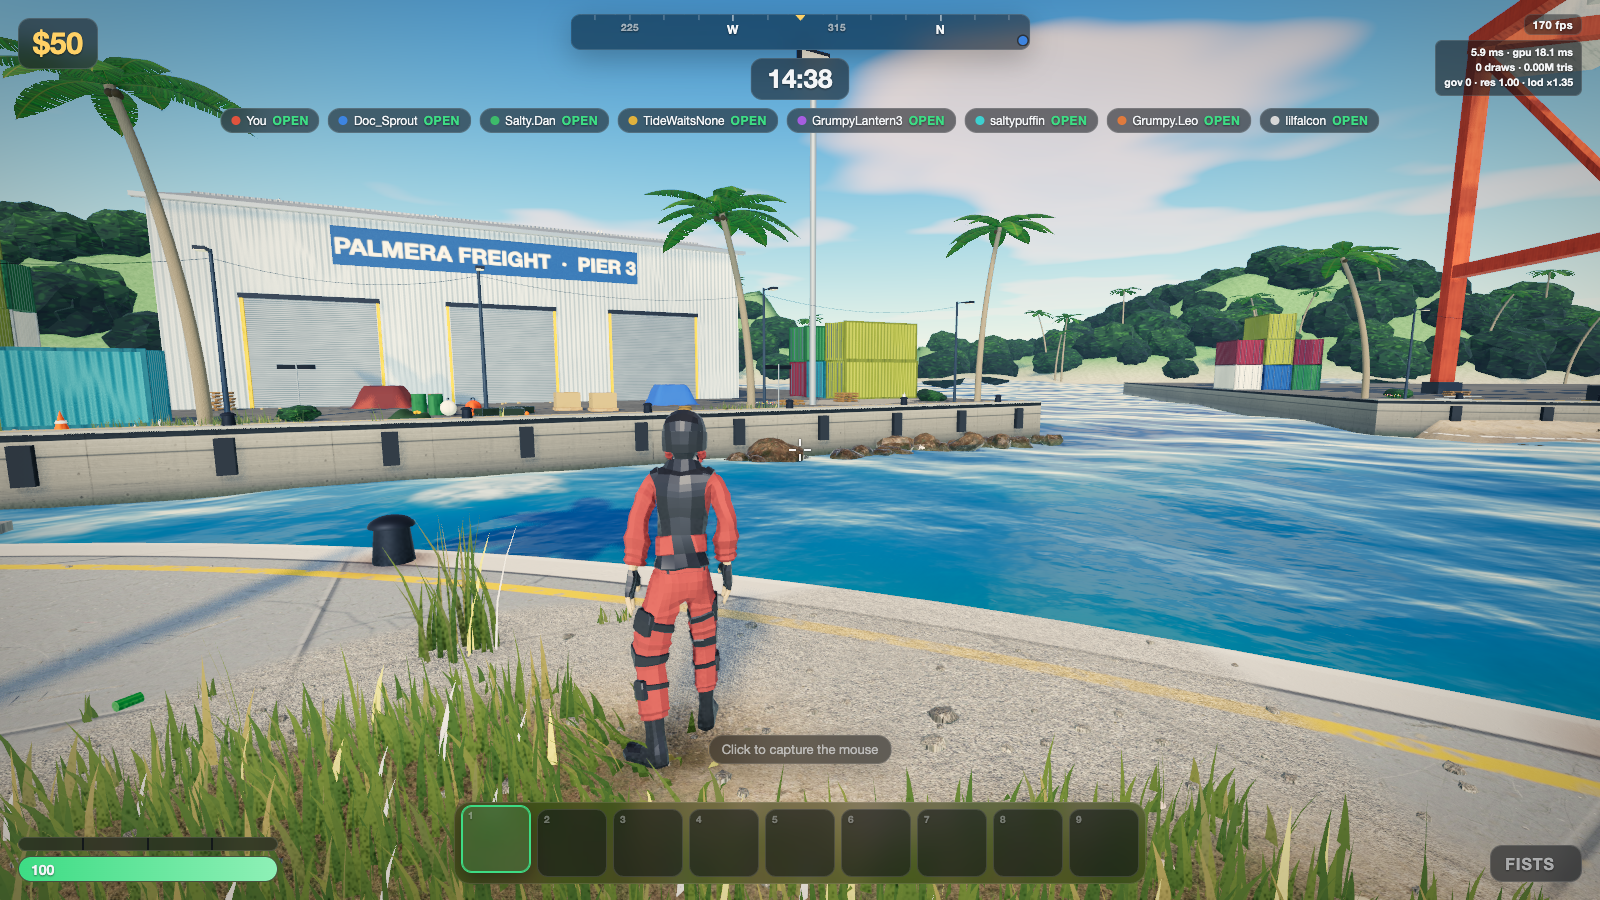 $50
225 W 315 N
170 fps
5.9 ms · gpu 18.1 ms
0 draws · 0.00M tris
gov 0 · res 1.00 · lod ×1.35
14:38
You OPEN
Doc_Sprout OPEN
Salty.Dan OPEN
TideWaitsNone OPEN
GrumpyLantern3 OPEN
saltypuffin OPEN
Grumpy.Leo OPEN
lilfalcon OPEN
PALMERA FREIGHT · PIER 3
Click to capture the mouse
1 2 3 4 5 6 7 8 9
100
FISTS